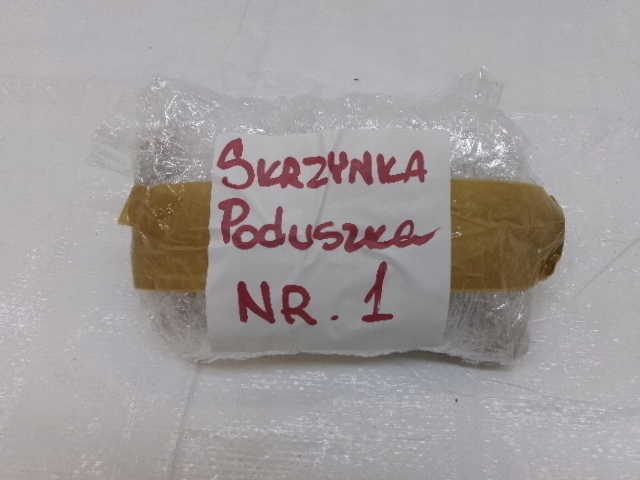 SKRZYNKA
Poduszka
NR. 1